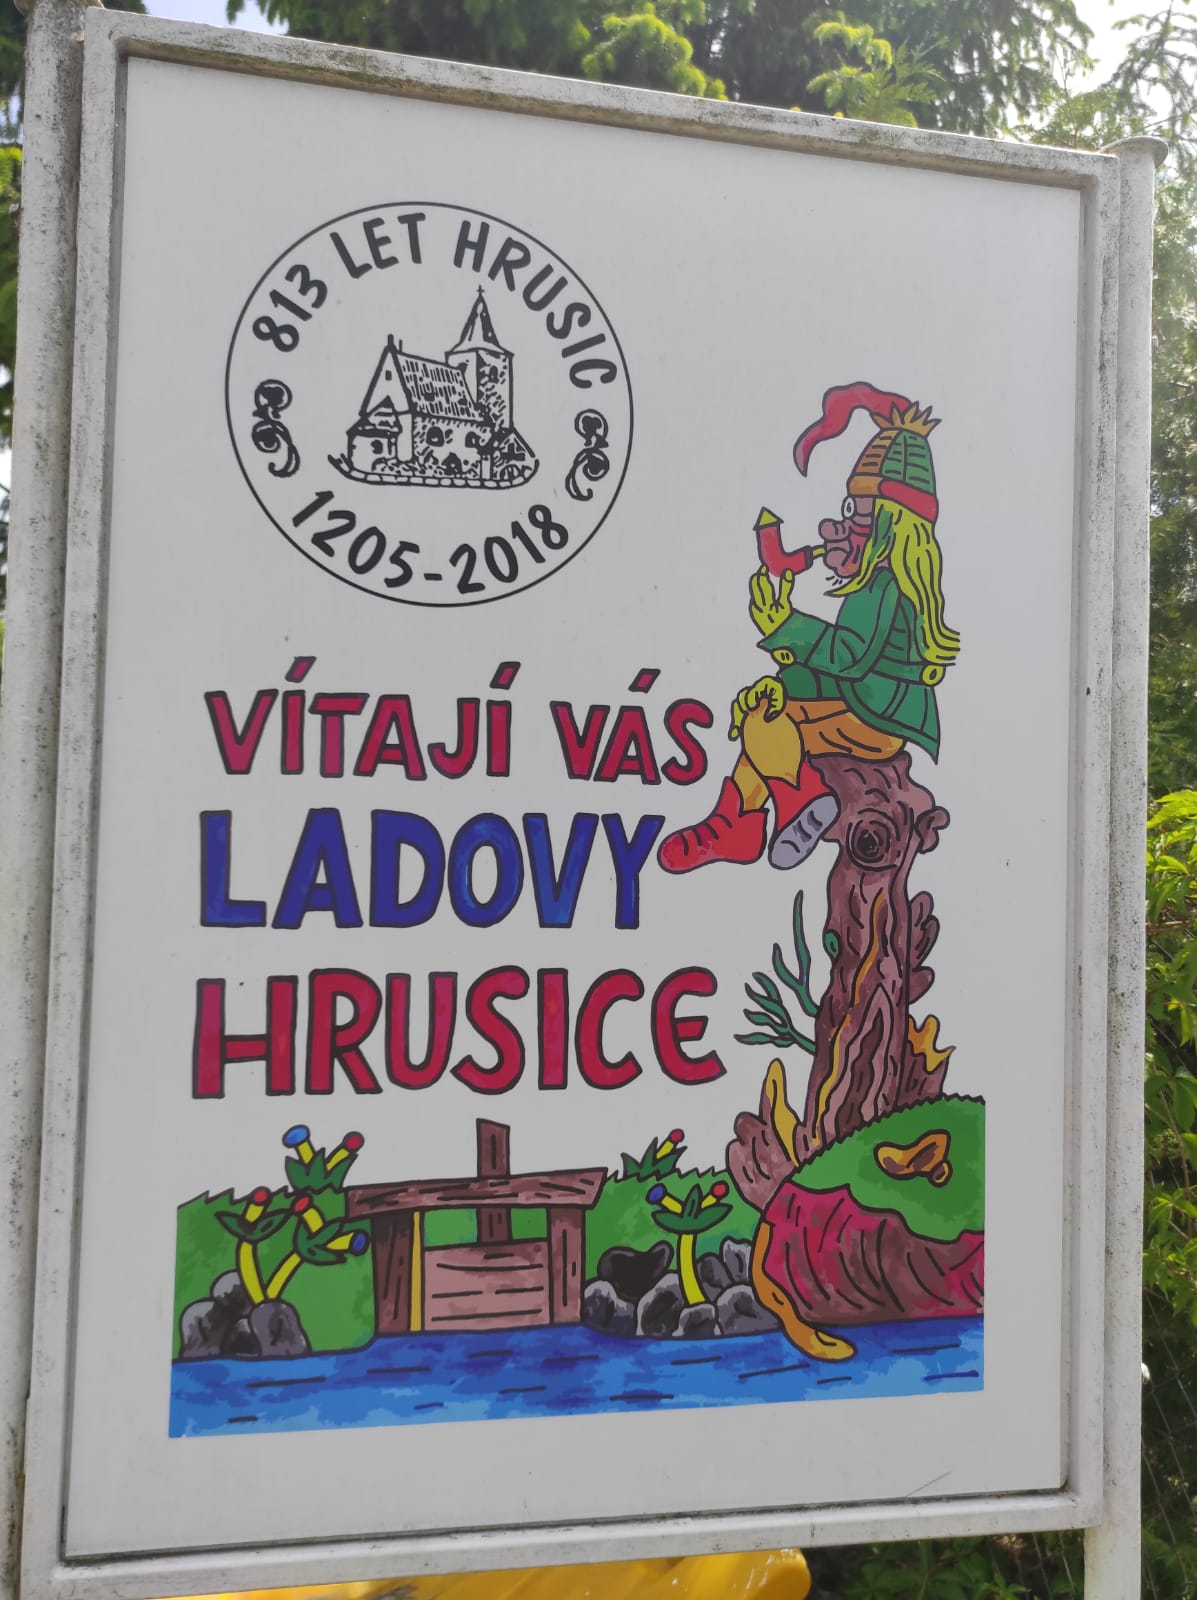 813 LET HRUSIC
1205-2018
VÍTAJÍ VÁS
LADOVY
HRUSICE